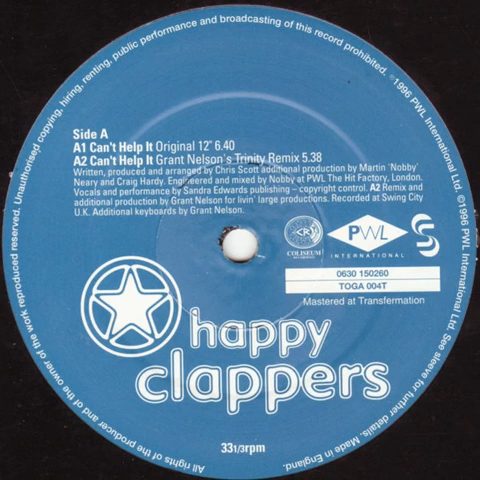 Unauthorised copying, hiring, renting, public performance and broadcasting of this record prohibited. ℗1996 PWL International Ltd. ©1996 PWL International Ltd. See sleeve for further details. Made in England.
All rights of the producer and of the owner of the work reproduced reserved.
Side A
A1 Can't Help It Original 12" 6.40
A2 Can't Help It Grant Nelson's Trinity Remix 5.38
Written, produced and arranged by Chris Scott additional production by Martin 'Nobby'
Neary and Craig Hardy. Engineered and mixed by Nobby at PWL The Hit Factory, London.
Vocals and performance by Sandra Edwards publishing – copyright control. A2 Remix and
additional production by Grant Nelson for livin' large productions. Recorded at Swing City
U.K. Additional keyboards by Grant Nelson.
CR
COLISEUM
RECORDINGS
PWL
INTERNATIONAL
0630 150260
TOGA 004T
Mastered at Transfermation
happy
clappers
33 1/3 rpm